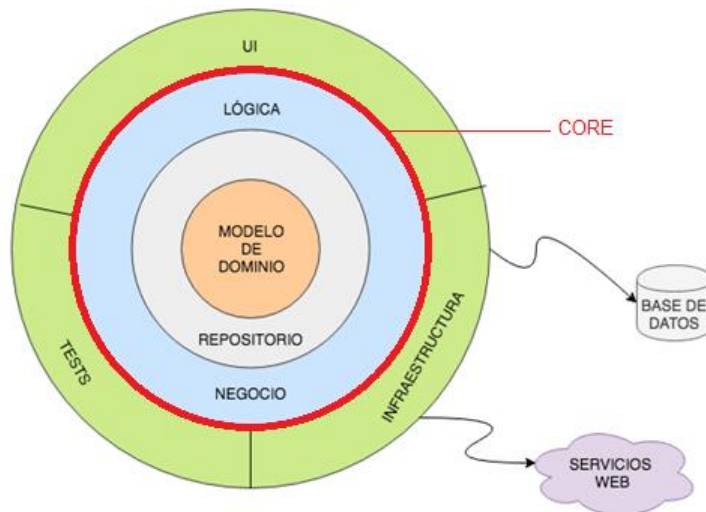 UI
LÓGICA
CORE
MODELO
DE
DOMINIO
REPOSITORIO
NEGOCIO
TESTS
INFRAESTRUCTURA
BASE DE
DATOS
SERVICIOS
WEB